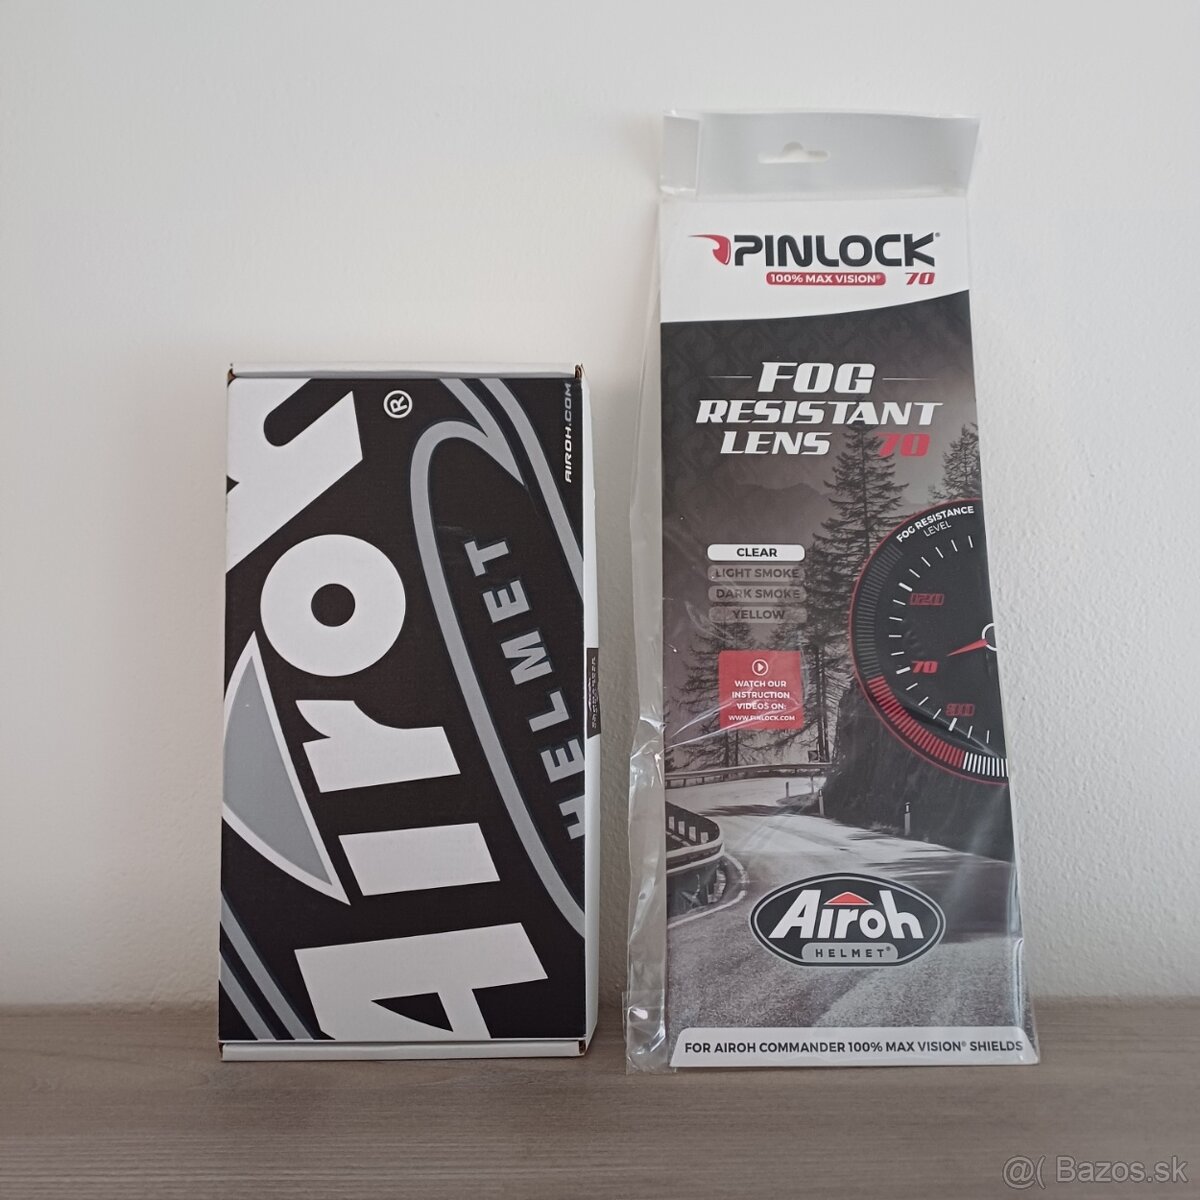 Airoh®
HELMET
AIROH.COM
PINLOCK®
100% MAX VISION® 70
FOG
RESISTANT
LENS 70
CLEAR
LIGHT SMOKE
DARK SMOKE
YELLOW
WATCH OUR
INSTRUCTION
VIDEOS ON:
WWW.PINLOCK.COM
FOG RESISTANCE
LEVEL
120
70
30
Airoh
HELMET®
FOR AIROH COMMANDER 100% MAX VISION® SHIELDS
@( Bazos.sk